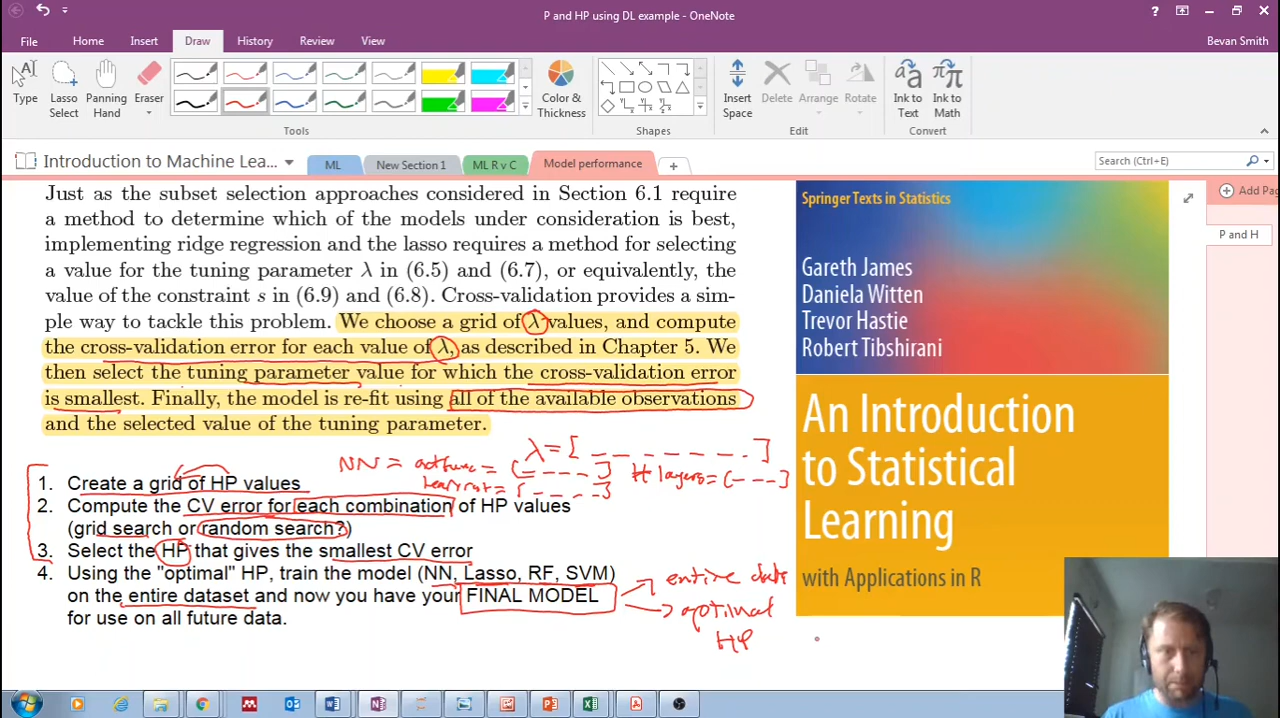 P and HP using DL example - OneNote
?
Bevan Smith
File
Home
Insert
Draw
History
Review
View
Type
Lasso Select
Panning Hand
Eraser
Color & Thickness
Insert Space
Delete
Arrange
Rotate
Ink to Text
Ink to Math
Tools
Shapes
Edit
Convert
Introduction to Machine Lea...
ML
New Section 1
ML R v C
Model performance
Search (Ctrl+E)
Add Pag
P and H
Just as the subset selection approaches considered in Section 6.1 require
a method to determine which of the models under consideration is best,
implementing ridge regression and the lasso requires a method for selecting
a value for the tuning parameter λ in (6.5) and (6.7), or equivalently, the
value of the constraint s in (6.9) and (6.8). Cross-validation provides a sim-
ple way to tackle this problem. We choose a grid of λ values, and compute
the cross-validation error for each value of λ, as described in Chapter 5. We
then select the tuning parameter value for which the cross-validation error
is smallest. Finally, the model is re-fit using all of the available observations
and the selected value of the tuning parameter.
λ = [ _ _ _ _ _ _ . ]
NN =
[ _ _ _ _ ]
# layers = [ _ _ _ ]
[ _ _ _ _ ]
1. Create a grid of HP values
2. Compute the CV error for each combination of HP values
(grid search or random search?)
3. Select the HP that gives the smallest CV error
4. Using the "optimal" HP, train the model (NN, Lasso, RF, SVM)
on the entire dataset and now you have your FINAL MODEL
for use on all future data.
entire data
optimal
HP
Springer Texts in Statistics
Gareth James
Daniela Witten
Trevor Hastie
Robert Tibshirani
An Introduction
to Statistical
Learning
with Applications in R